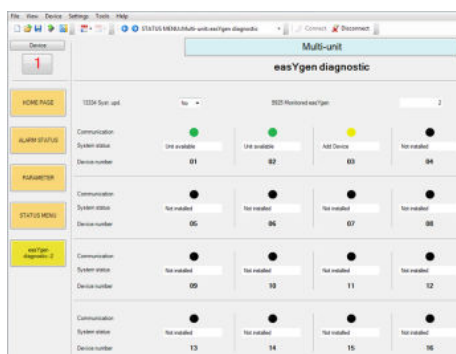 File View Device Settings Tools Help
STATUS MENU\Multi-unit\easYgen diagnostic Connect Disconnect
Device
1
Multi-unit
easYgen diagnostic
HOME PAGE
13334 Syst. upd. No 5925 Monitored easYgen 2
ALARM STATUS
Communication
System status Unit available Unit available Add Device Not installed
Device number 01 02 03 04
PARAMETER
Communication
System status Not installed Not installed Not installed Not installed
Device number 05 06 07 08
STATUS MENU
easYgen-
diagnostic-2
Communication
System status Not installed Not installed Not installed Not installed
Device number 09 10 11 12
Communication
System status Not installed Not installed Not installed Not installed
Device number 13 14 15 16